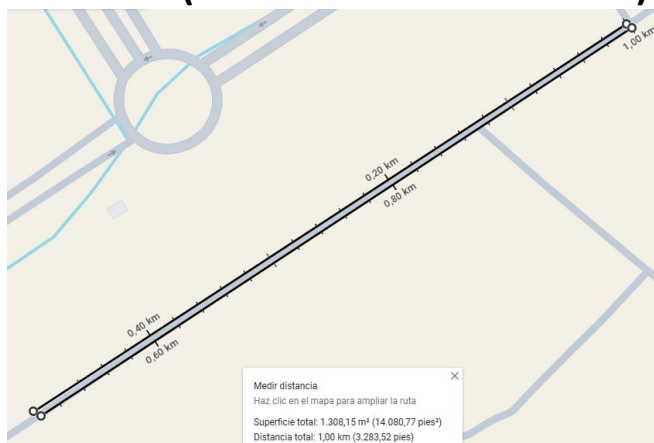 1,00 km
0,20 km
0,80 km
0,40 km
0,60 km
Medir distancia
Haz clic en el mapa para ampliar la ruta
Superficie total: 1.308,15 m² (14.080,77 pies²)
Distancia total: 1,00 km (3.283,52 pies)